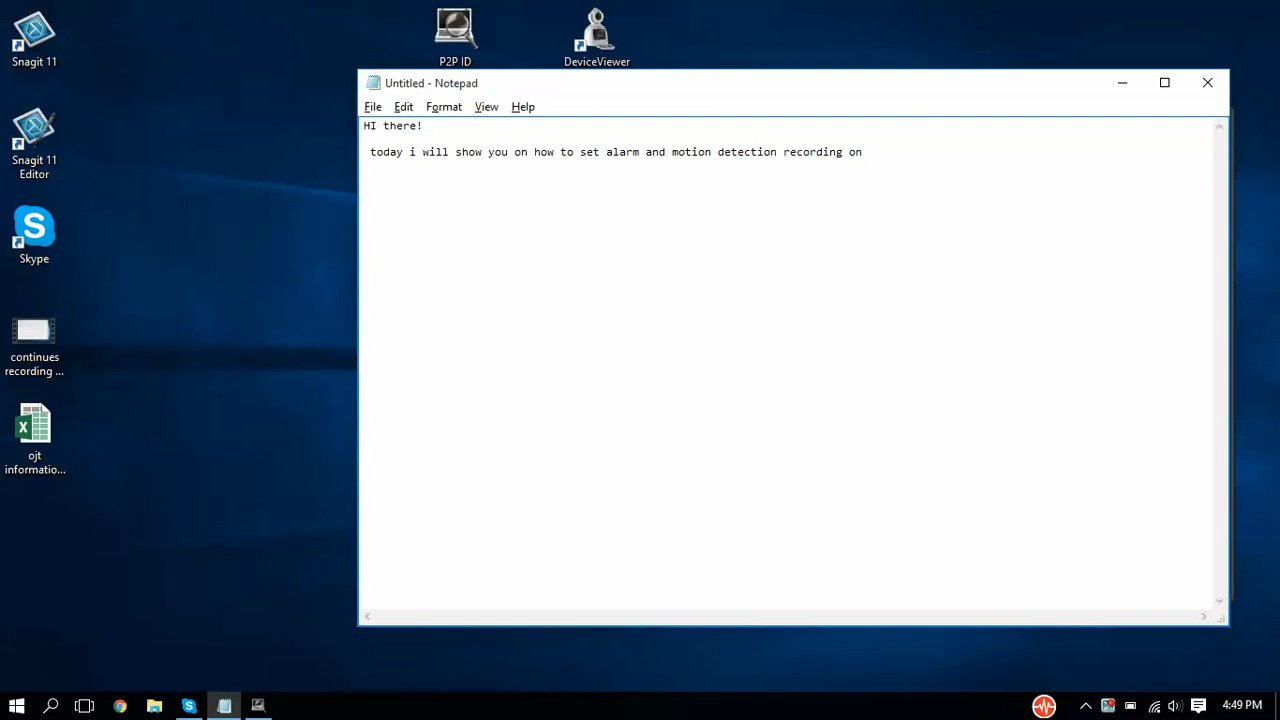 Snagit 11
P2P ID
DeviceViewer
Untitled - Notepad
File Edit Format View Help
HI there!
today i will show you on how to set alarm and motion detection recording on
Snagit 11
Editor
S
Skype
continues
recording ...
X
ojt
informatio...
4:49 PM